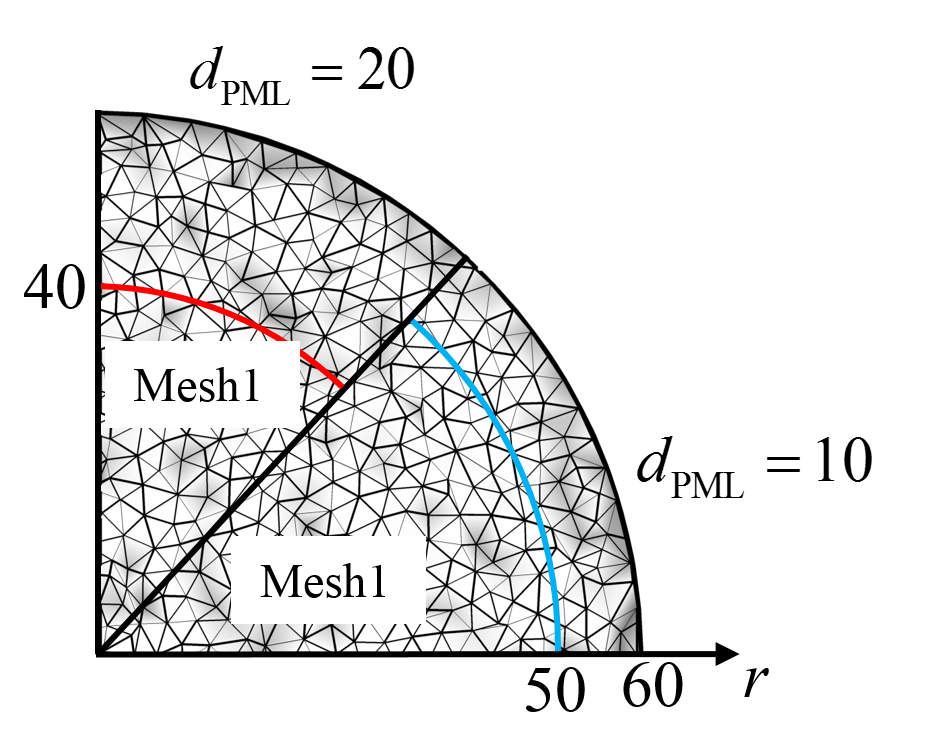 d_PML = 20
40
Mesh1
d_PML = 10
Mesh1
50 60 r